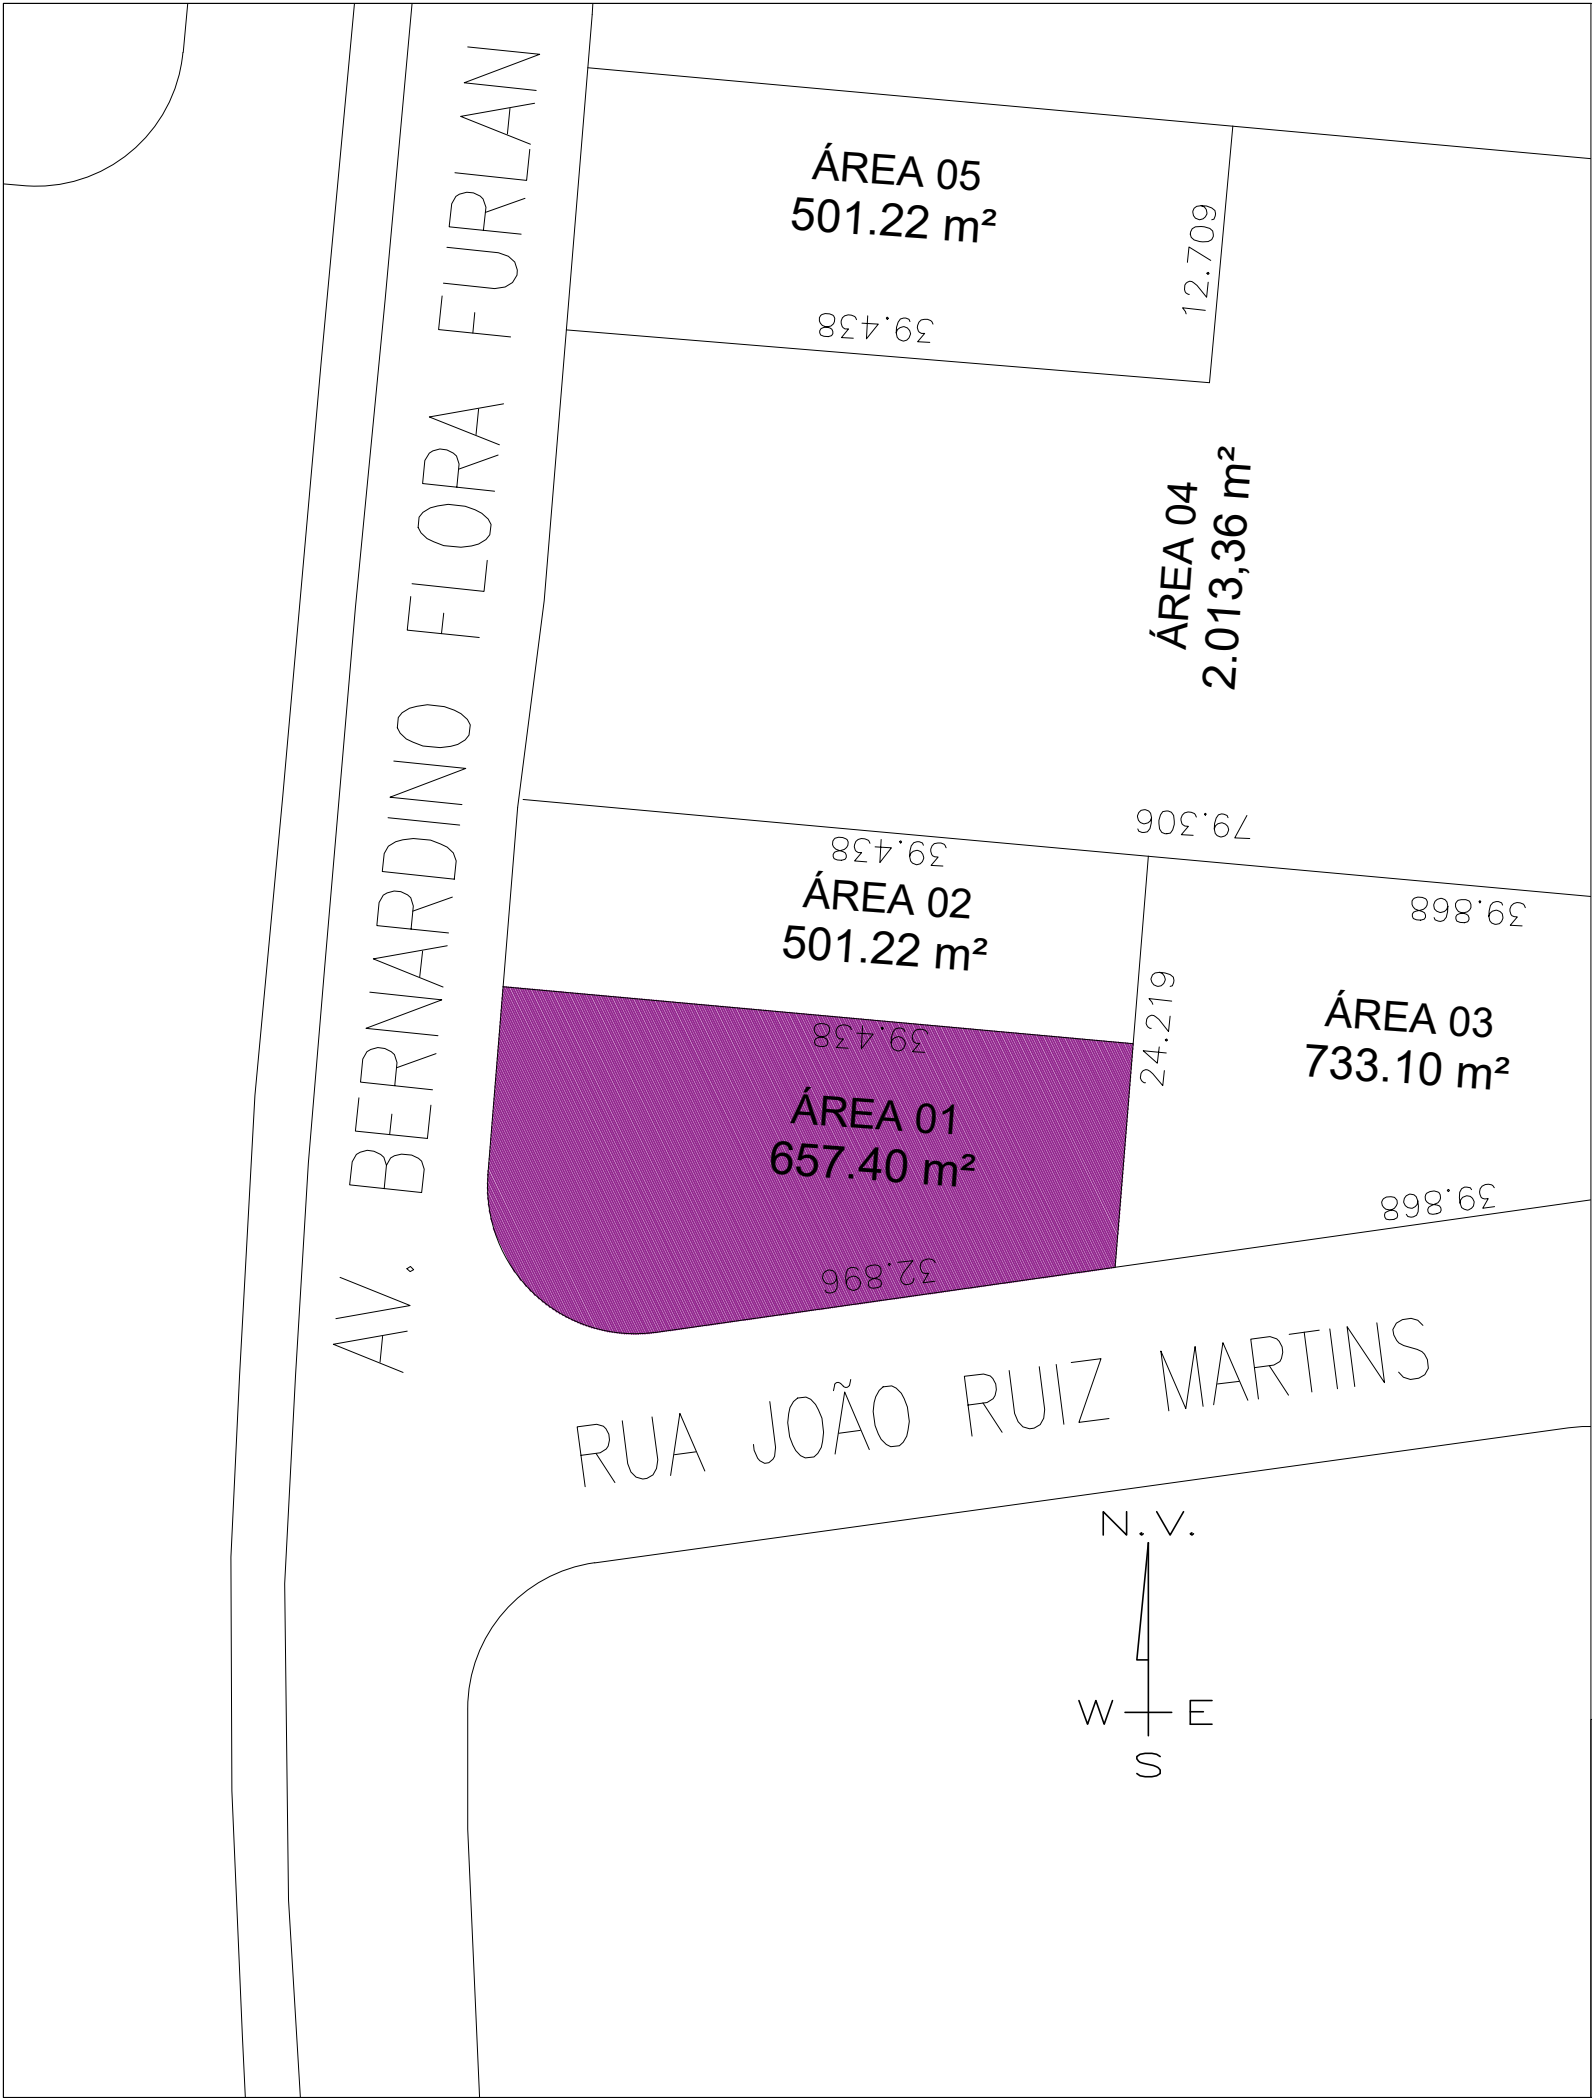 AV. BERNARDINO FLORA FURLAN
ÁREA 05
501.22 m²
12.709
39.438
ÁREA 04
2.013,36 m²
79.306
39.438
ÁREA 02
501.22 m²
39.868
24.219
ÁREA 03
733.10 m²
39.438
ÁREA 01
657.40 m²
39.868
32.896
RUA JOÃO RUIZ MARTINS
N.V.
W E
S